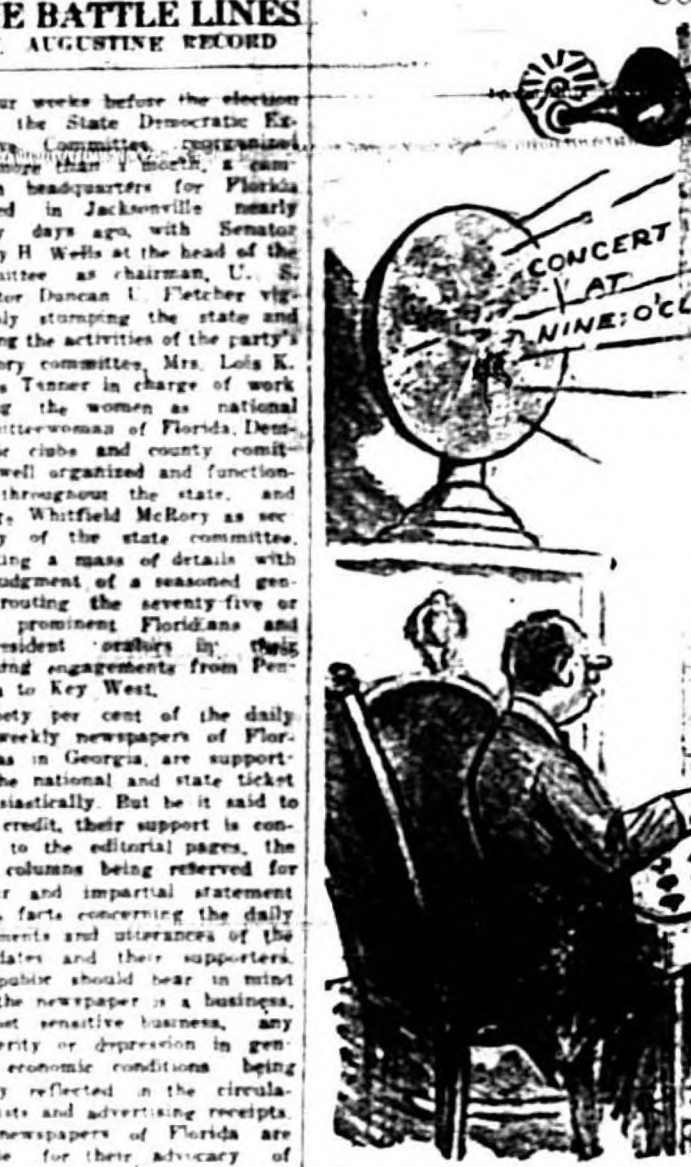 E BATTLE LINES
AUGUSTINE RECORD
ur weeks before the election
the State Democratic Ex-
ve Committee reorganized
more than a month, a cam-
n headquarters for Florida
ed in Jacksonville nearly
y days ago, with Senator
y H Wells at the head of the
mittee as chairman, U. S.
tor Duncan U. Fletcher vig-
ly stumping the state and
ng the activities of the party's
ory committee, Mrs. Lois K.
s Tanner in charge of work
g the women as national
itteewoman of Florida, Dem-
ic clubs and county comit-
well organized and function-
throughout the state, and
Whitfield McRory as sec-
y of the state committee,
ing a mass of details with
udgment of a seasoned gen-
routing the seventy-five or
prominent Floridians and
esident orators in their
ing engagements from Pen-
a to Key West.
ety per cent of the daily
weekly newspapers of Flor-
as in Georgia, are support-
he national and state ticket
siastically. But be it said to
credit, their support is con-
to the editorial pages, the
columns being reserved for
r and impartial statement
facts concerning the daily
ments and utterances of the
dates and their supporters.
public should bear in mind
the newspaper is a business,
st sensitive business, any
erity or depression in gen-
economic conditions being
y reflected in the circula-
ists and advertising receipts.
newspapers of Florida are
for their advocacy of
CONCERT
AT
NINE: O'CL